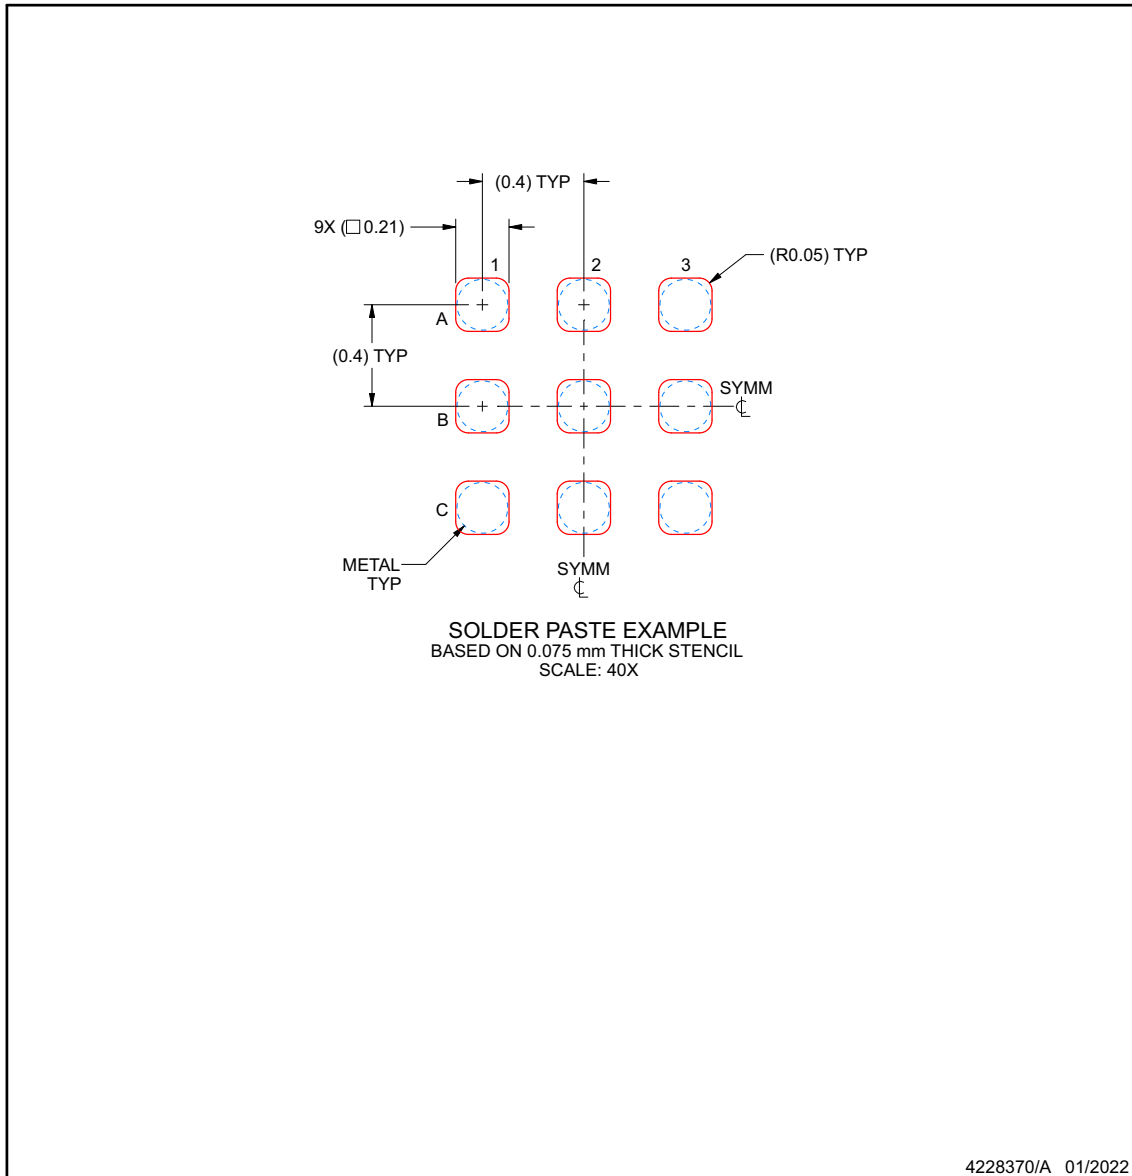 (0.4) TYP
9X (□ 0.21)
1
2
3
(R0.05) TYP
A
(0.4) TYP
SYMM
℄
B
C
METAL
TYP
SYMM
℄
SOLDER PASTE EXAMPLE
BASED ON 0.075 mm THICK STENCIL
SCALE: 40X
4228370/A 01/2022